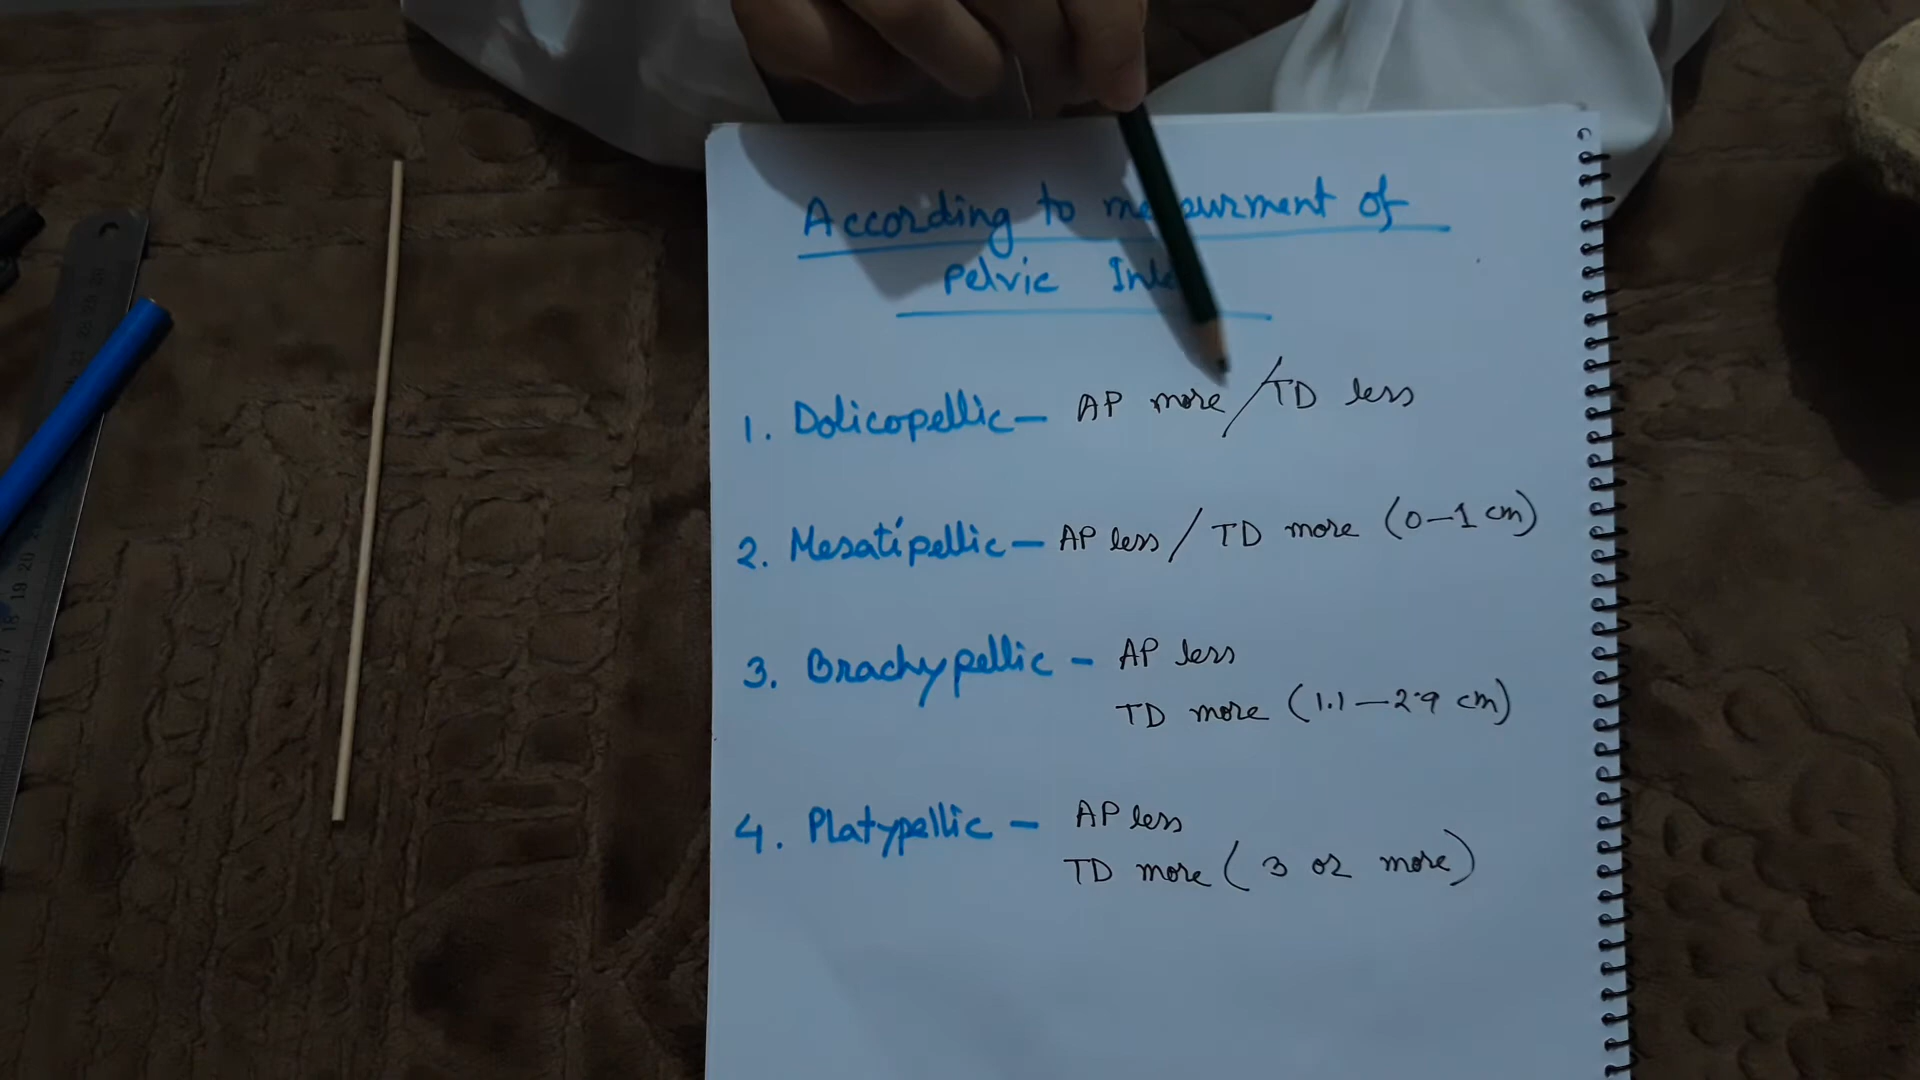 According to measurment of
Pelvic
1. Dolicopellic - AP more / TD less
2. Mesatipellic - AP less / TD more (0-1 cm)
3. Brachypellic - AP less
TD more (1.1-2.9 cm)
4. Platypellic - AP less
TD more (3 or more)